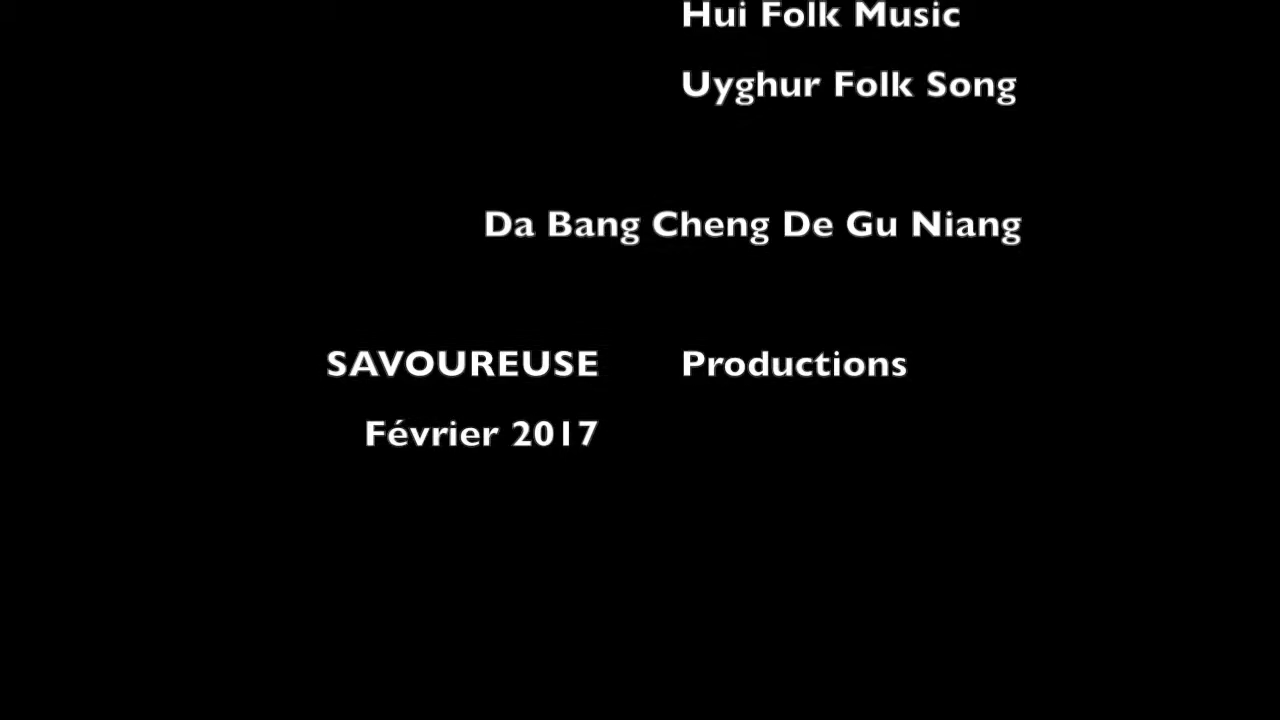 Hui Folk Music
Uyghur Folk Song
Da Bang Cheng De Gu Niang
SAVOUREUSE Productions
Février 2017